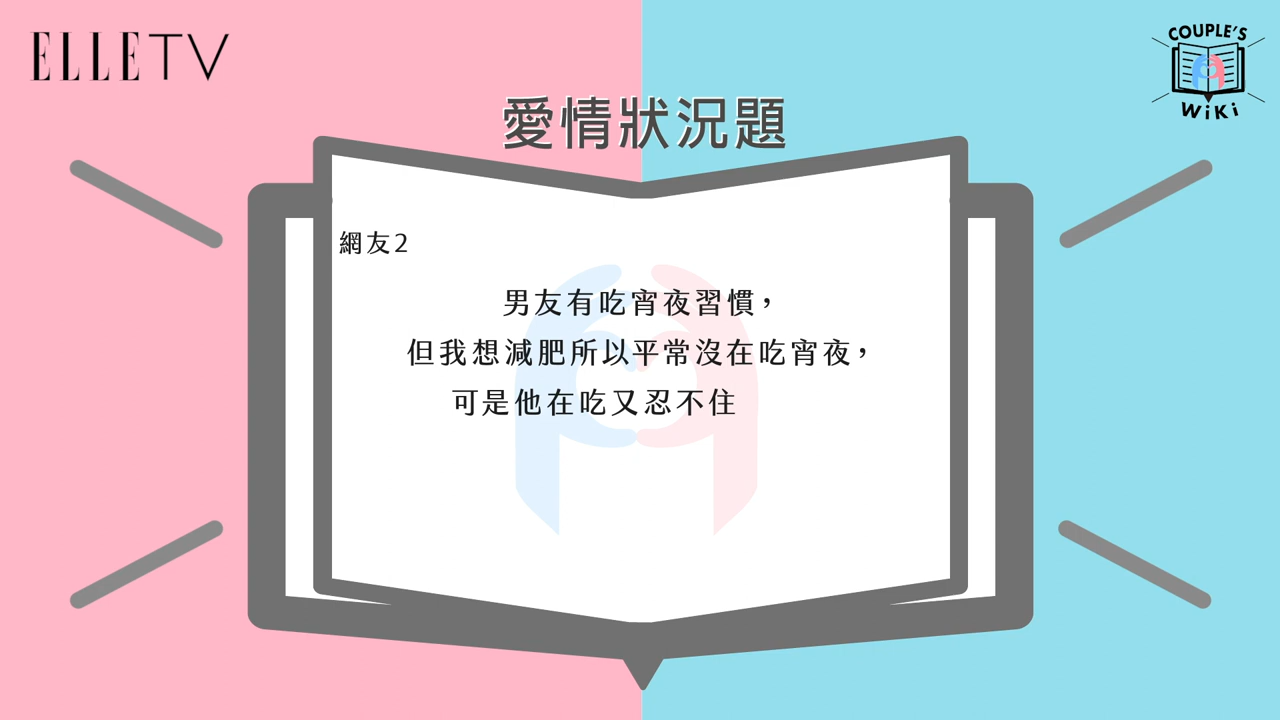 ELLE TV
COUPLE'S
WiKi
愛情狀況題
網友2
男友有吃宵夜習慣，
但我想減肥所以平常沒在吃宵夜，
可是他在吃又忍不住